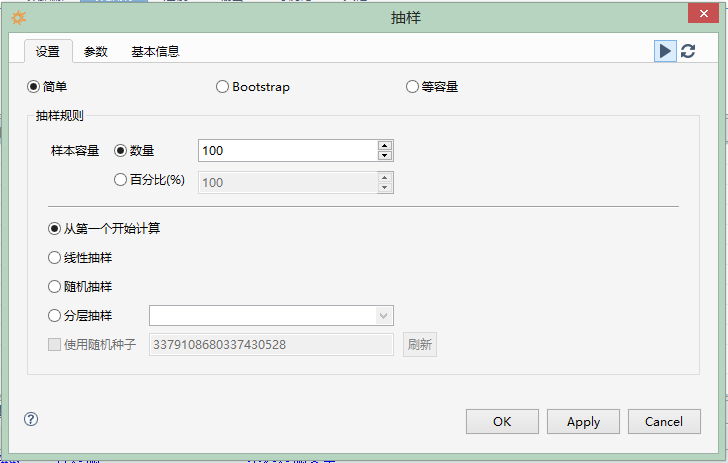 抽样
设置 参数 基本信息
简单 Bootstrap 等容量
抽样规则
样本容量 数量 100
百分比(%) 100
从第一个开始计算
线性抽样
随机抽样
分层抽样
使用随机种子 3379108680337430528 刷新
OK Apply Cancel